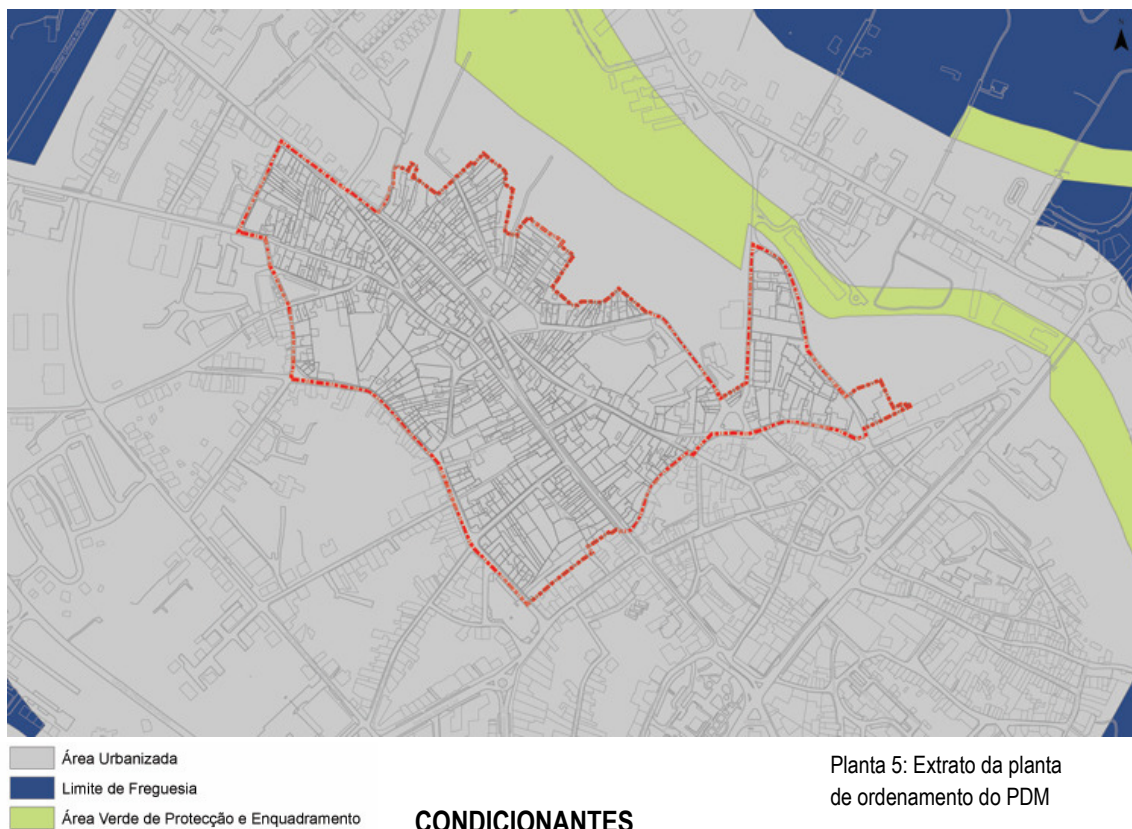 Área Urbanizada
Limite de Freguesia
Área Verde de Protecção e Enquadramento
CONDICIONANTES
Planta 5: Extrato da planta
de ordenamento do PDM